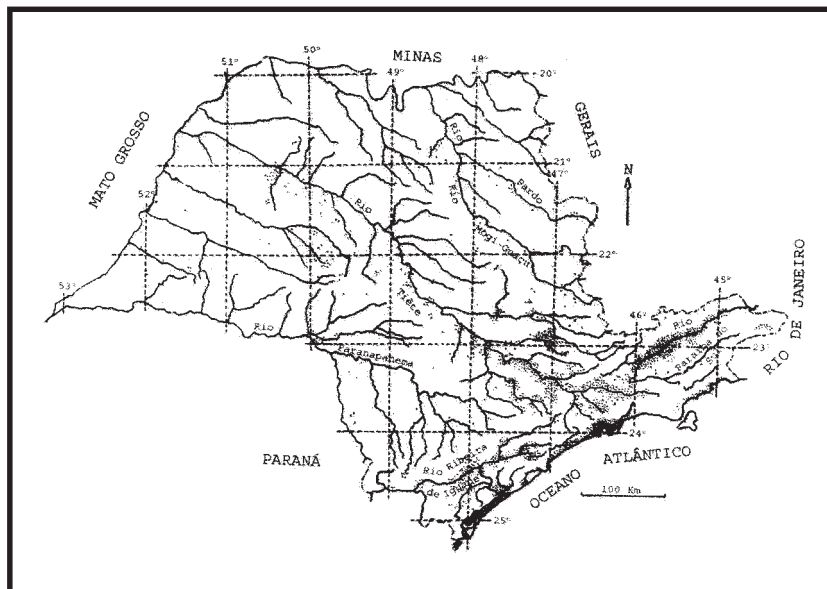 MINAS
GERAIS
MATO GROSSO
RIO DE JANEIRO
PARANÁ
OCEANO ATLÂNTICO
N
51°
50°
49°
48°
20°
21°
47°
52°
22°
53°
46°
45°
23°
24°
25°
Rio
Pardo
Rio
Mogi-Guaçu
Rio
Tiête
Rio
Paranapanema
Rio
Paraíba do
Sul
Rio Ribeira
de Iguape
100 Km